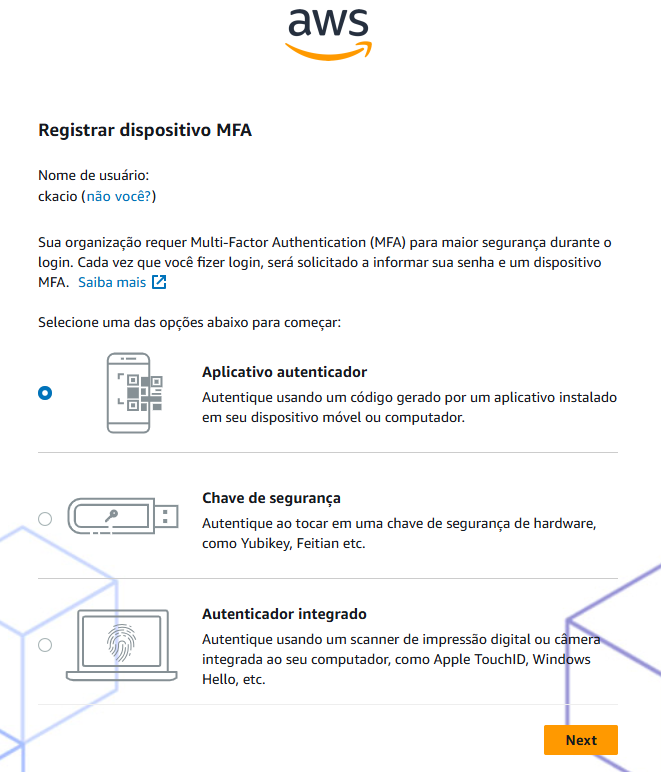 aws
Registrar dispositivo MFA
Nome de usuário:
ckacio (não você?)
Sua organização requer Multi-Factor Authentication (MFA) para maior segurança durante o
login. Cada vez que você fizer login, será solicitado a informar sua senha e um dispositivo
MFA. Saiba mais
Selecione uma das opções abaixo para começar:
Aplicativo autenticador
Autentique usando um código gerado por um aplicativo instalado
em seu dispositivo móvel ou computador.
Chave de segurança
Autentique ao tocar em uma chave de segurança de hardware,
como Yubikey, Feitian etc.
Autenticador integrado
Autentique usando um scanner de impressão digital ou câmera
integrada ao seu computador, como Apple TouchID, Windows
Hello, etc.
Next